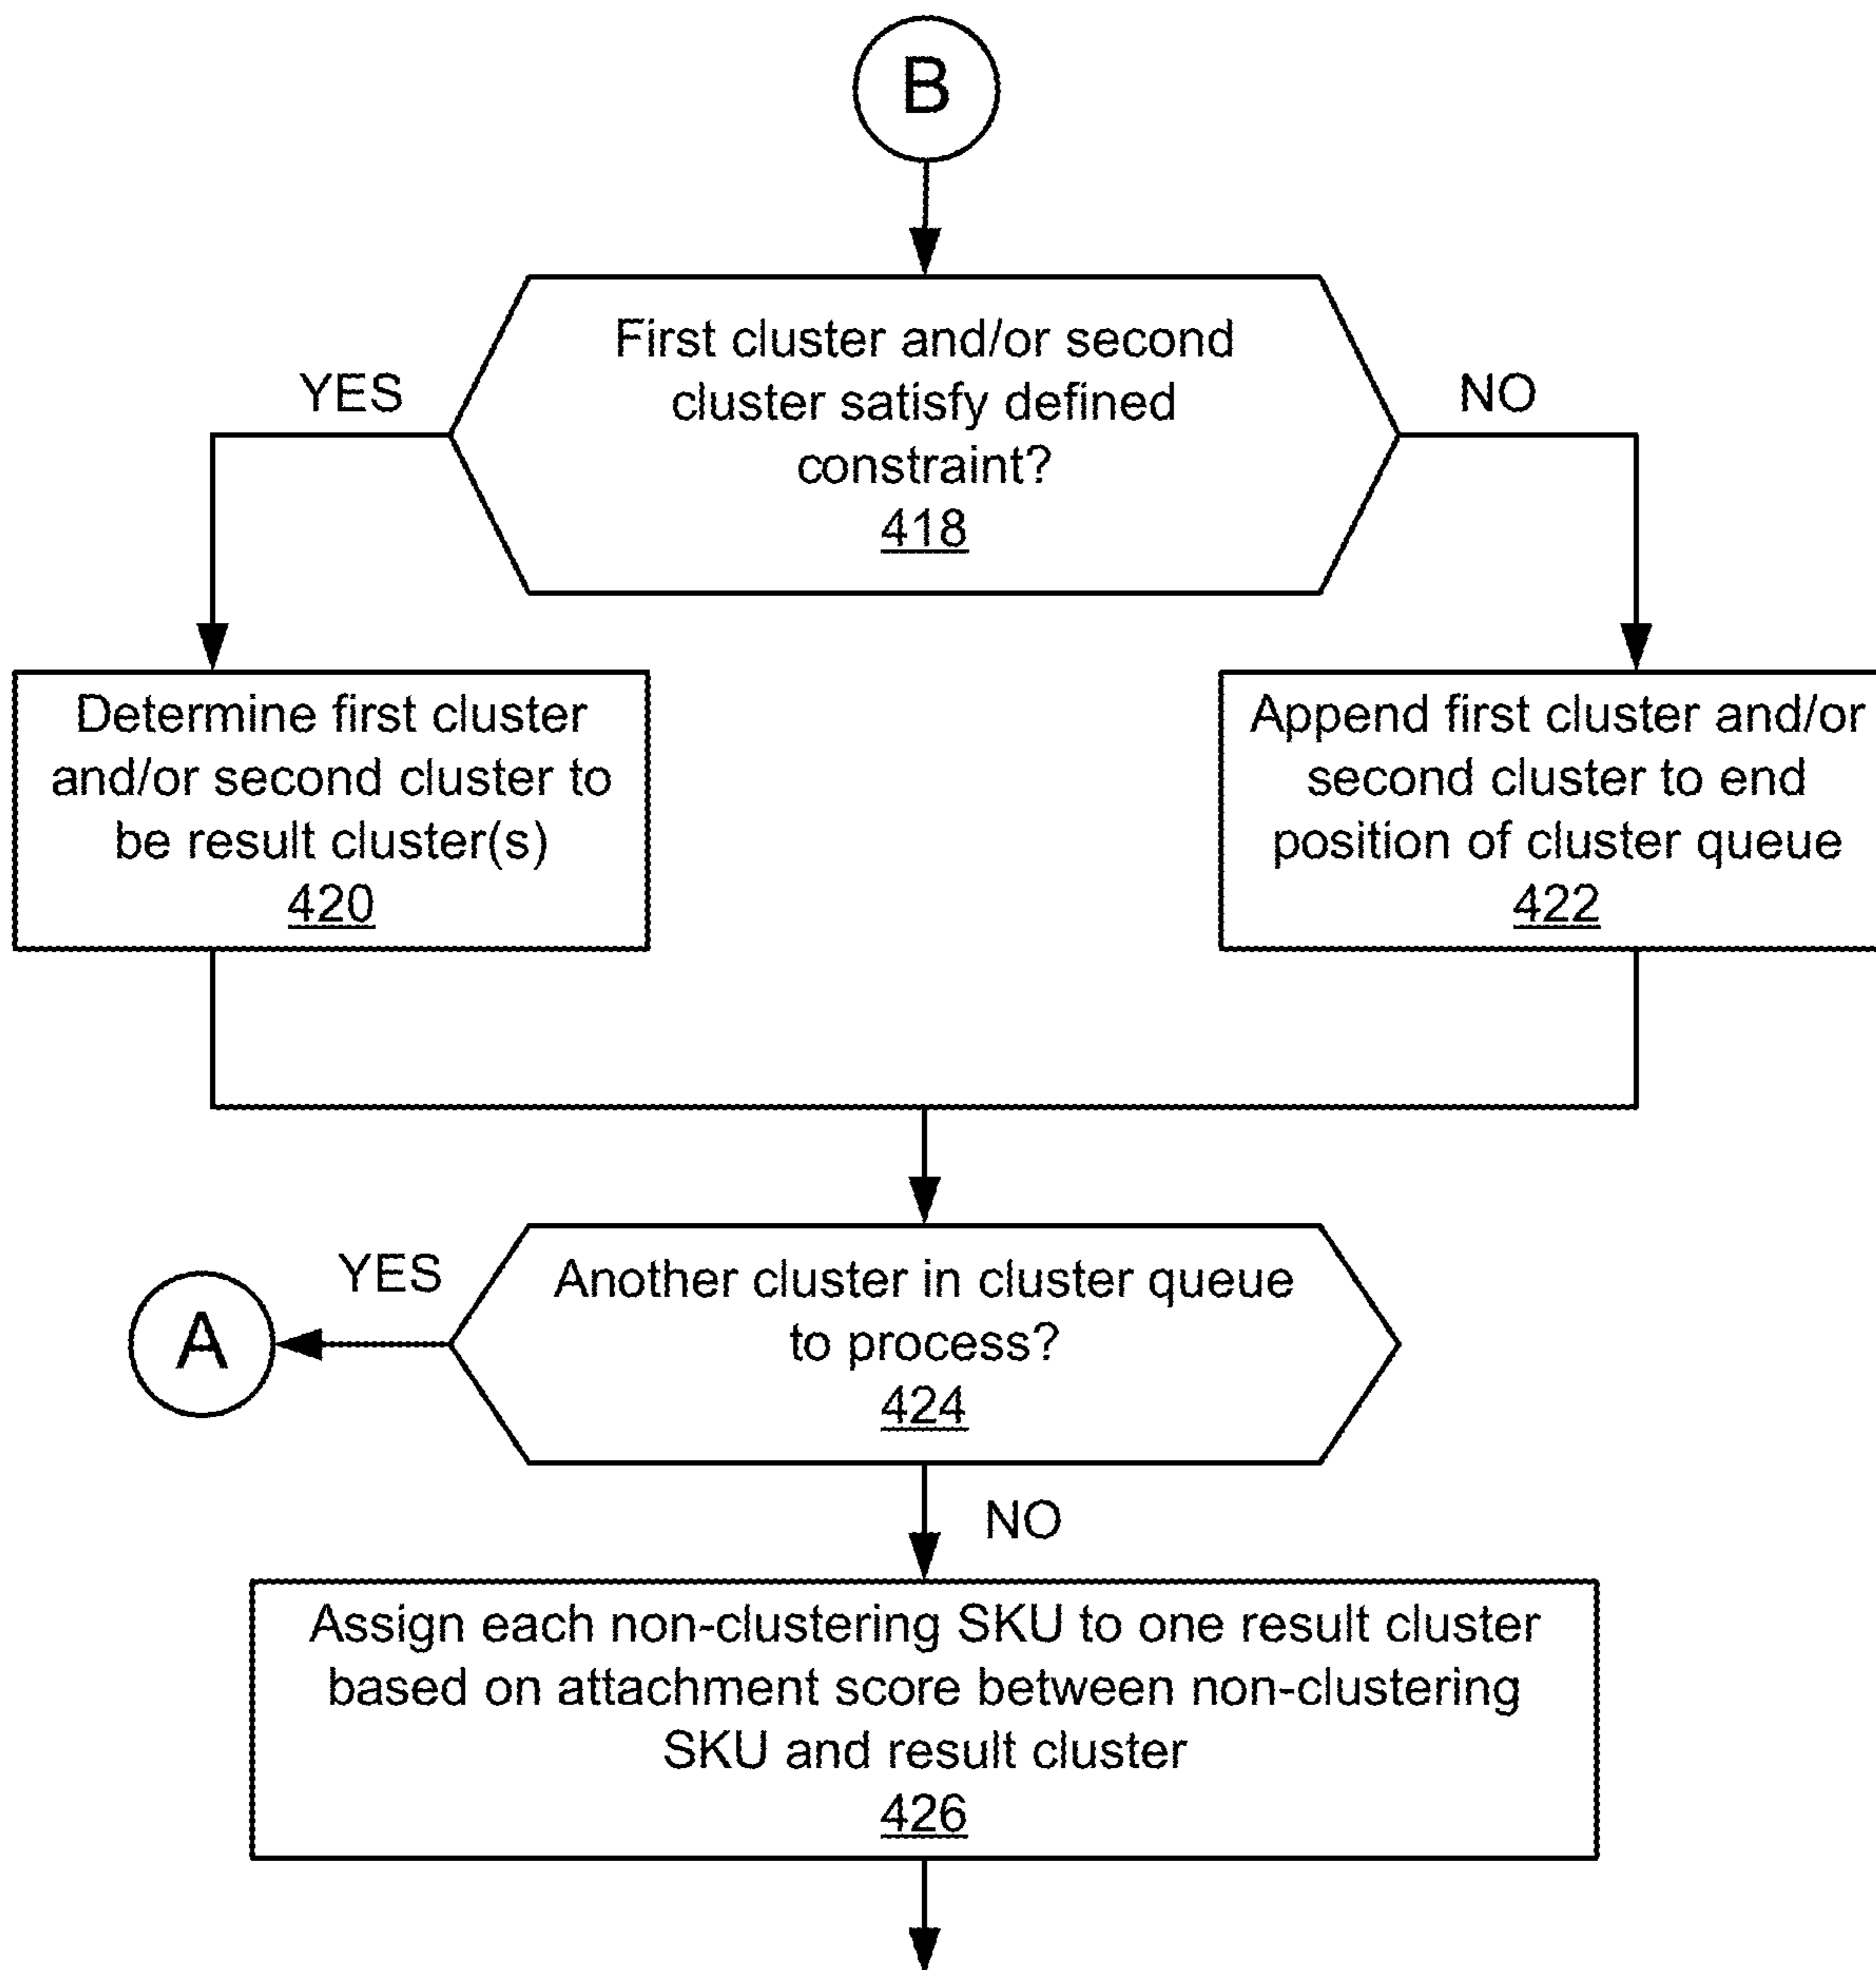 B
First cluster and/or second
cluster satisfy defined
constraint?
418
YES
NO
Determine first cluster
and/or second cluster to
be result cluster(s)
420
Append first cluster and/or
second cluster to end
position of cluster queue
422
Another cluster in cluster queue
to process?
424
YES
A
NO
Assign each non-clustering SKU to one result cluster
based on attachment score between non-clustering
SKU and result cluster
426